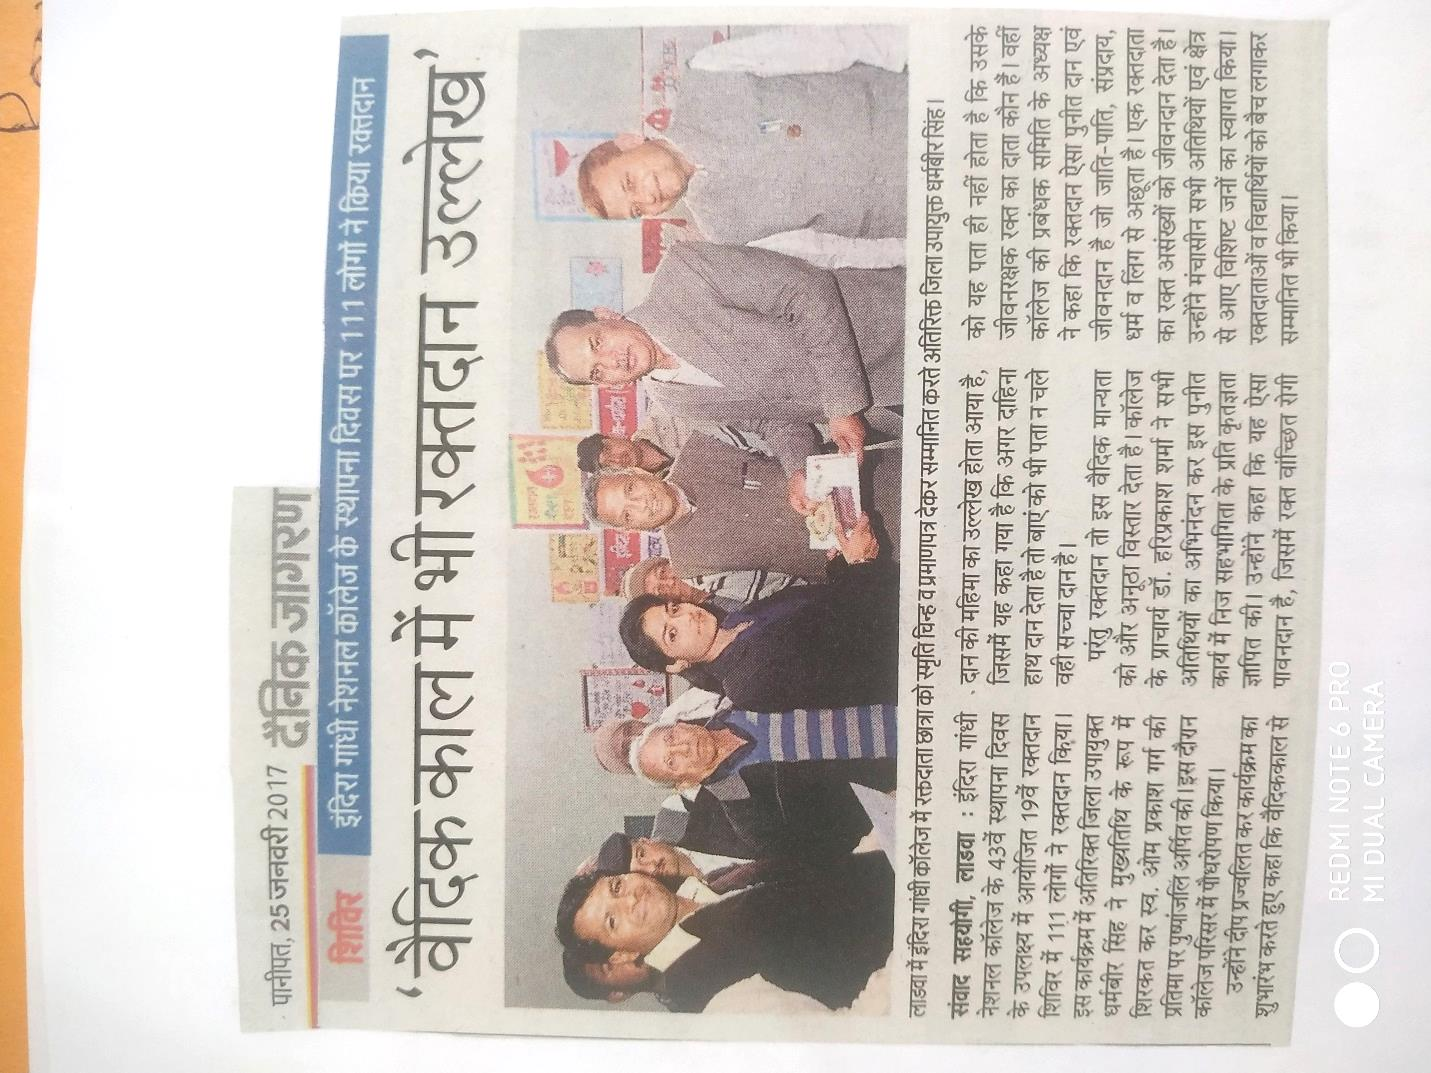 पानीपत, 25 जनवरी 2017 दैनिक जागरण
शिविर
इंदिरा गांधी नेशनल कॉलेज के स्थापना दिवस पर 111 लोगों ने किया रक्तदान
‘वैदिक काल में भी रक्तदान उल्लेख’
लाडवा में इंदिरा गांधी कॉलेज में रक्तदाता छात्रा को स्मृति चिन्ह व प्रमाणपत्र देकर सम्मानित करते अतिरिक्त जिला उपायुक्त धर्मबीर सिंह।
संवाद सहयोगी, लाडवा : इंदिरा गांधी
नेशनल कॉलेज के 43वें स्थापना दिवस
के उपलक्ष्य में आयोजित 19वें रक्तदान
शिविर में 111 लोगों ने रक्तदान किया।
इस कार्यक्रम में अतिरिक्त जिला उपायुक्त
धर्मबीर सिंह ने मुख्यतिथि के रूप में
शिरकत कर स्व. ओम प्रकाश गर्ग की
प्रतिमा पर पुष्पांजलि अर्पित की। इस दौरान
कॉलेज परिसर में पौधरोपण किया।
उन्होंने दीप प्रज्वलित कर कार्यक्रम का
शुभारंभ करते हुए कहा कि वैदिककाल से
दान की महिमा का उल्लेख होता आया है,
जिसमें यह कहा गया है कि अगर दाहिना
हाथ दान देता है तो बाएं को भी पता न चले
वही सच्चा दान है।
परंतु रक्तदान तो इस वैदिक मान्यता
को और अनूठा विस्तार देता है। कॉलेज
के प्राचार्य डॉ. हरिप्रकाश शर्मा ने सभी
अतिथियों का अभिनंदन कर इस पुनीत
कार्य में निज सहभागिता के प्रति कृतज्ञता
ज्ञापित की। उन्होंने कहा कि यह ऐसा
पावनदान है, जिसमें रक्त वांच्छित रोगी
को यह पता ही नहीं होता है कि उसके
जीवनरक्षक रक्त का दाता कौन है। वहीं
कॉलेज की प्रबंधक समिति के अध्यक्ष
ने कहा कि रक्तदान ऐसा पुनीत दान एवं
जीवनदान है जो जाति-पाति, संप्रदाय,
धर्म व लिंग से अछूता है। एक रक्तदाता
का रक्त असंख्यों को जीवनदान देता है।
उन्होंने मंचासीन सभी अतिथियों एवं क्षेत्र
से आए विशिष्ट जनों का स्वागत किया।
रक्तदाताओं व विद्यार्थियों को बैच लगाकर
सम्मानित भी किया।
REDMI NOTE 6 PRO
MI DUAL CAMERA